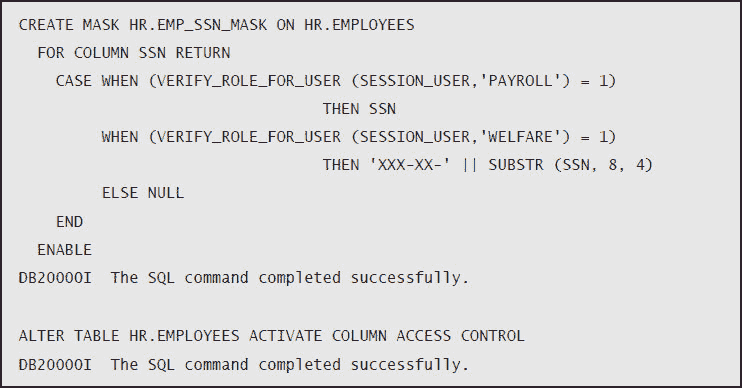 CREATE MASK HR.EMP_SSN_MASK ON HR.EMPLOYEES
FOR COLUMN SSN RETURN
CASE WHEN (VERIFY_ROLE_FOR_USER (SESSION_USER,'PAYROLL') = 1)
THEN SSN
WHEN (VERIFY_ROLE_FOR_USER (SESSION_USER,'WELFARE') = 1)
THEN 'XXX-XX-' || SUBSTR (SSN, 8, 4)
ELSE NULL
END
ENABLE
DB20000I The SQL command completed successfully.
ALTER TABLE HR.EMPLOYEES ACTIVATE COLUMN ACCESS CONTROL
DB20000I The SQL command completed successfully.